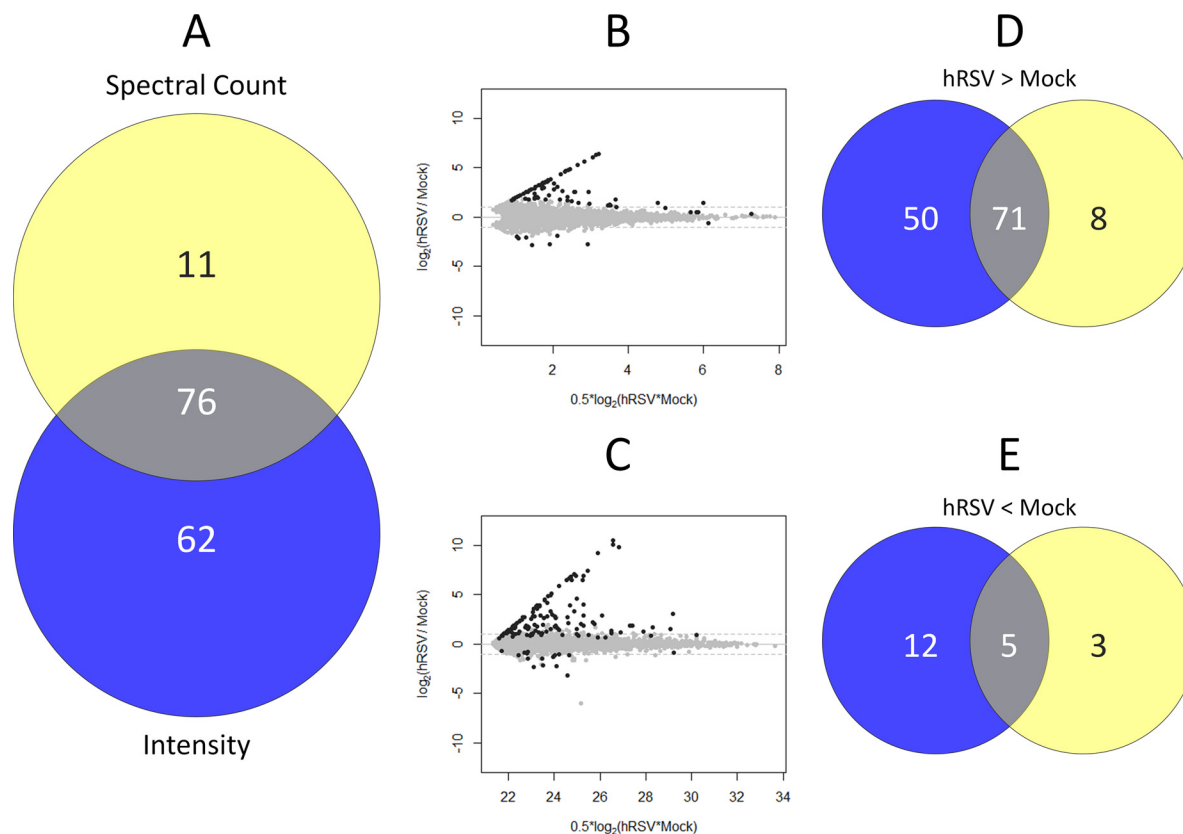 A
Spectral Count
11
76
62
Intensity
B
10
5
0
-5
-10
log2(hRSV / Mock)
2
4
6
8
0.5*log2(hRSV*Mock)
C
10
5
0
-5
-10
log2(hRSV / Mock)
22
24
26
28
30
32
34
0.5*log2(hRSV*Mock)
D
hRSV > Mock
50
71
8
E
hRSV < Mock
12
5
3